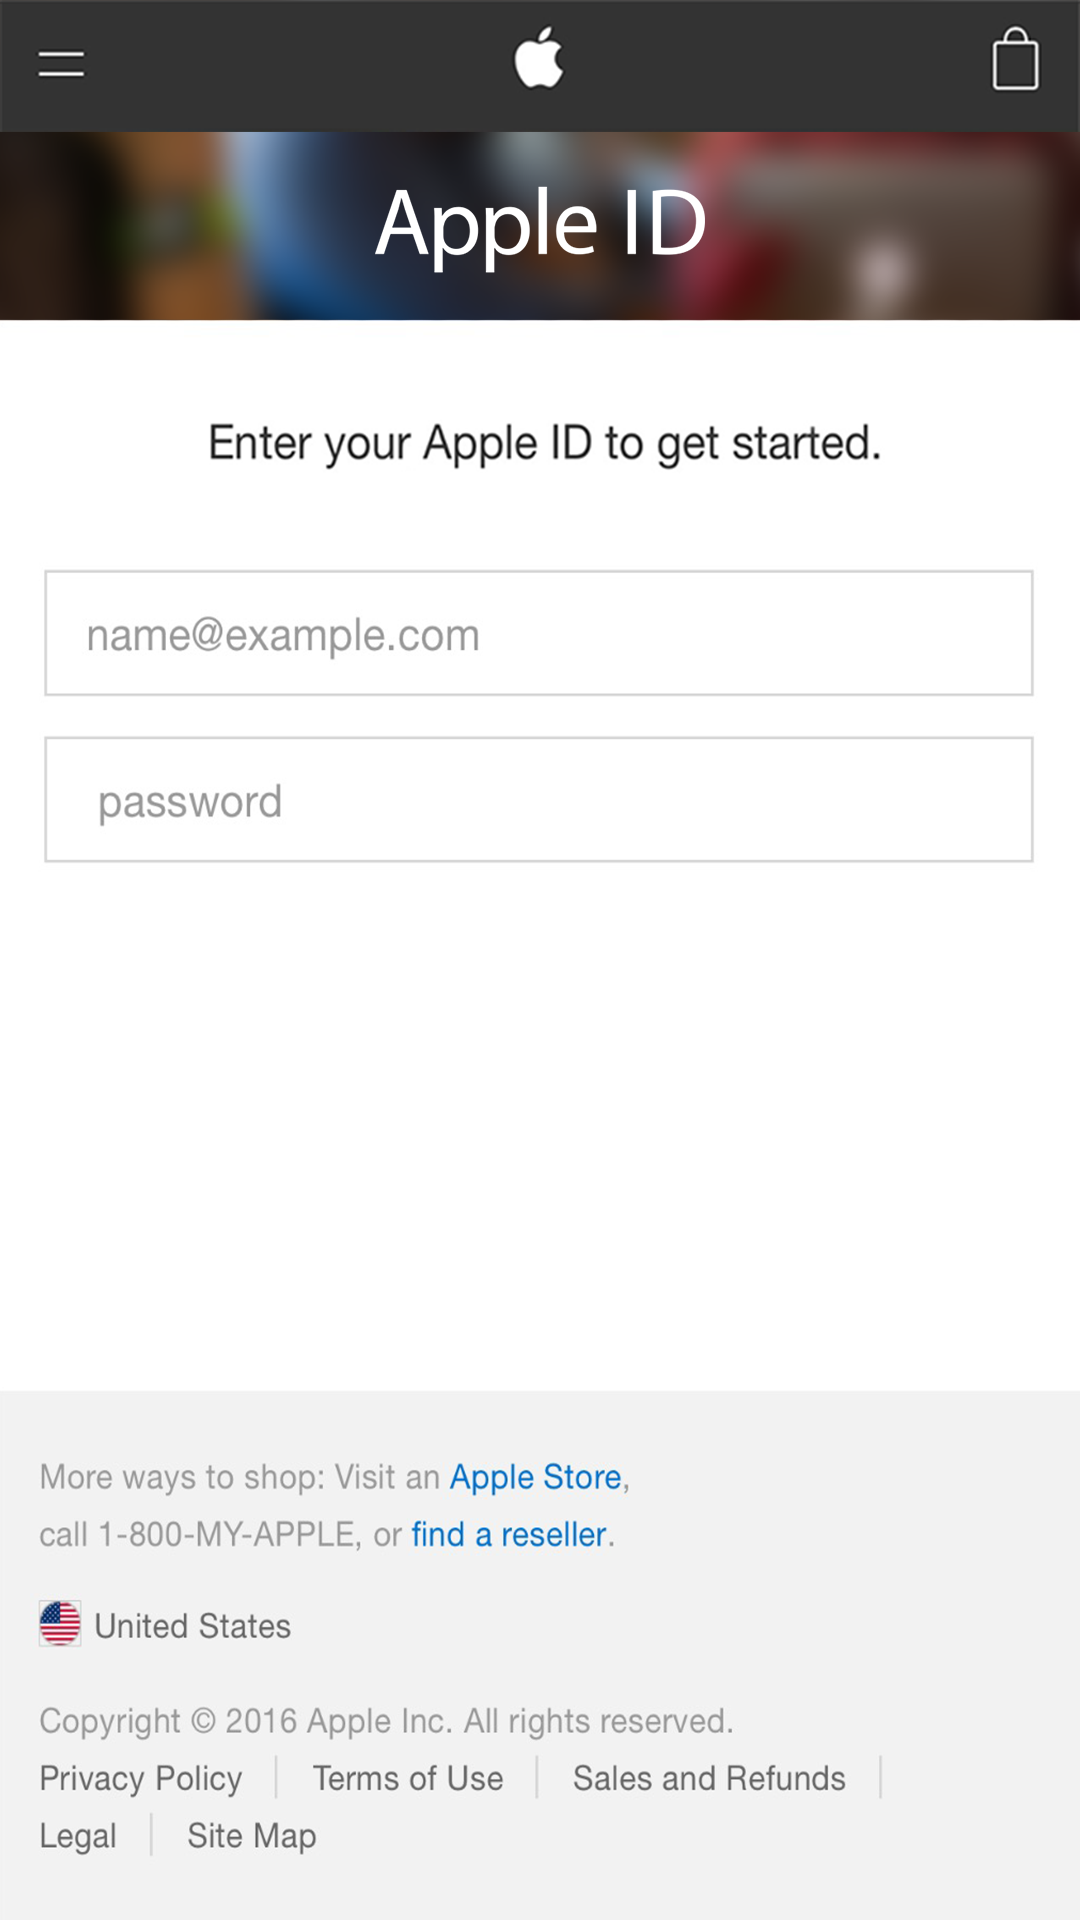 Apple ID
Enter your Apple ID to get started.
name@example.com
password
More ways to shop: Visit an Apple Store,
call 1-800-MY-APPLE, or find a reseller.
United States
Copyright © 2016 Apple Inc. All rights reserved.
Privacy Policy | Terms of Use | Sales and Refunds |
Legal | Site Map